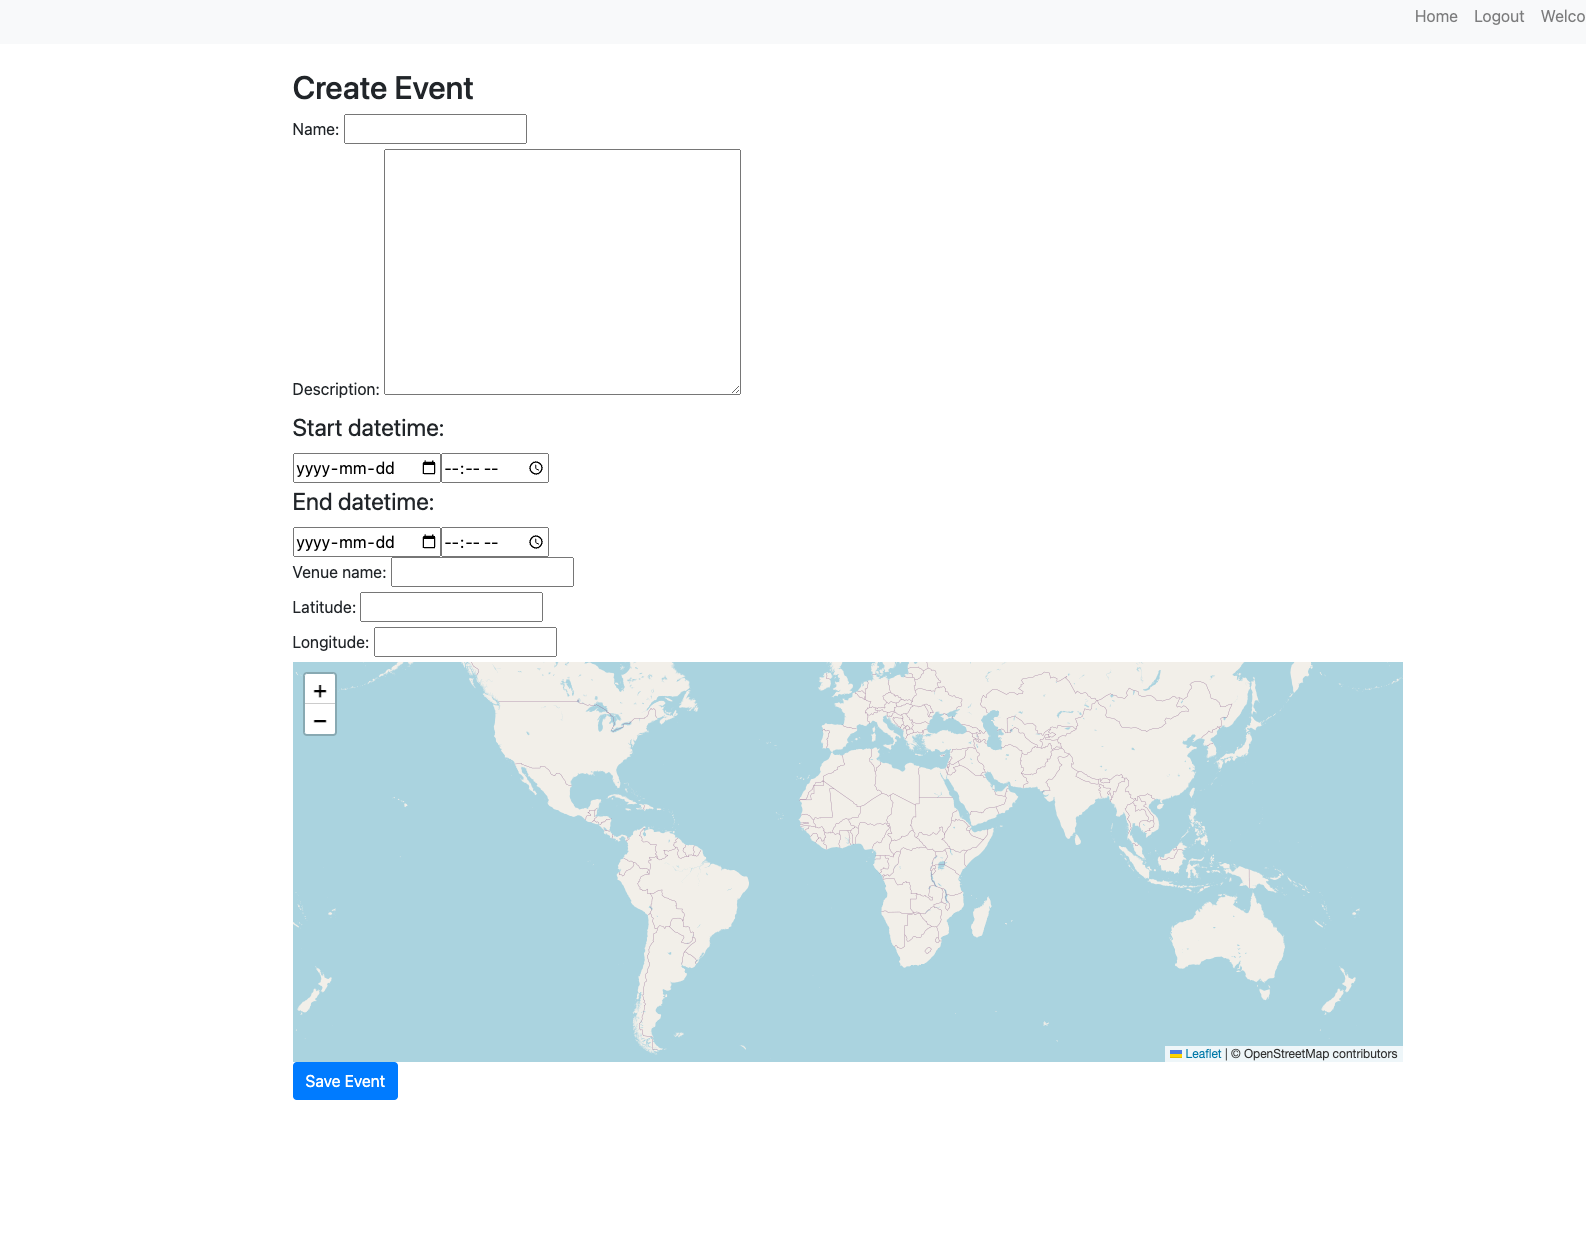 Home Logout Welco
Create Event
Name:
Description:
Start datetime:
yyyy-mm-dd --:-- --
End datetime:
yyyy-mm-dd --:-- --
Venue name:
Latitude:
Longitude:
+
−
Leaflet | © OpenStreetMap contributors
Save Event